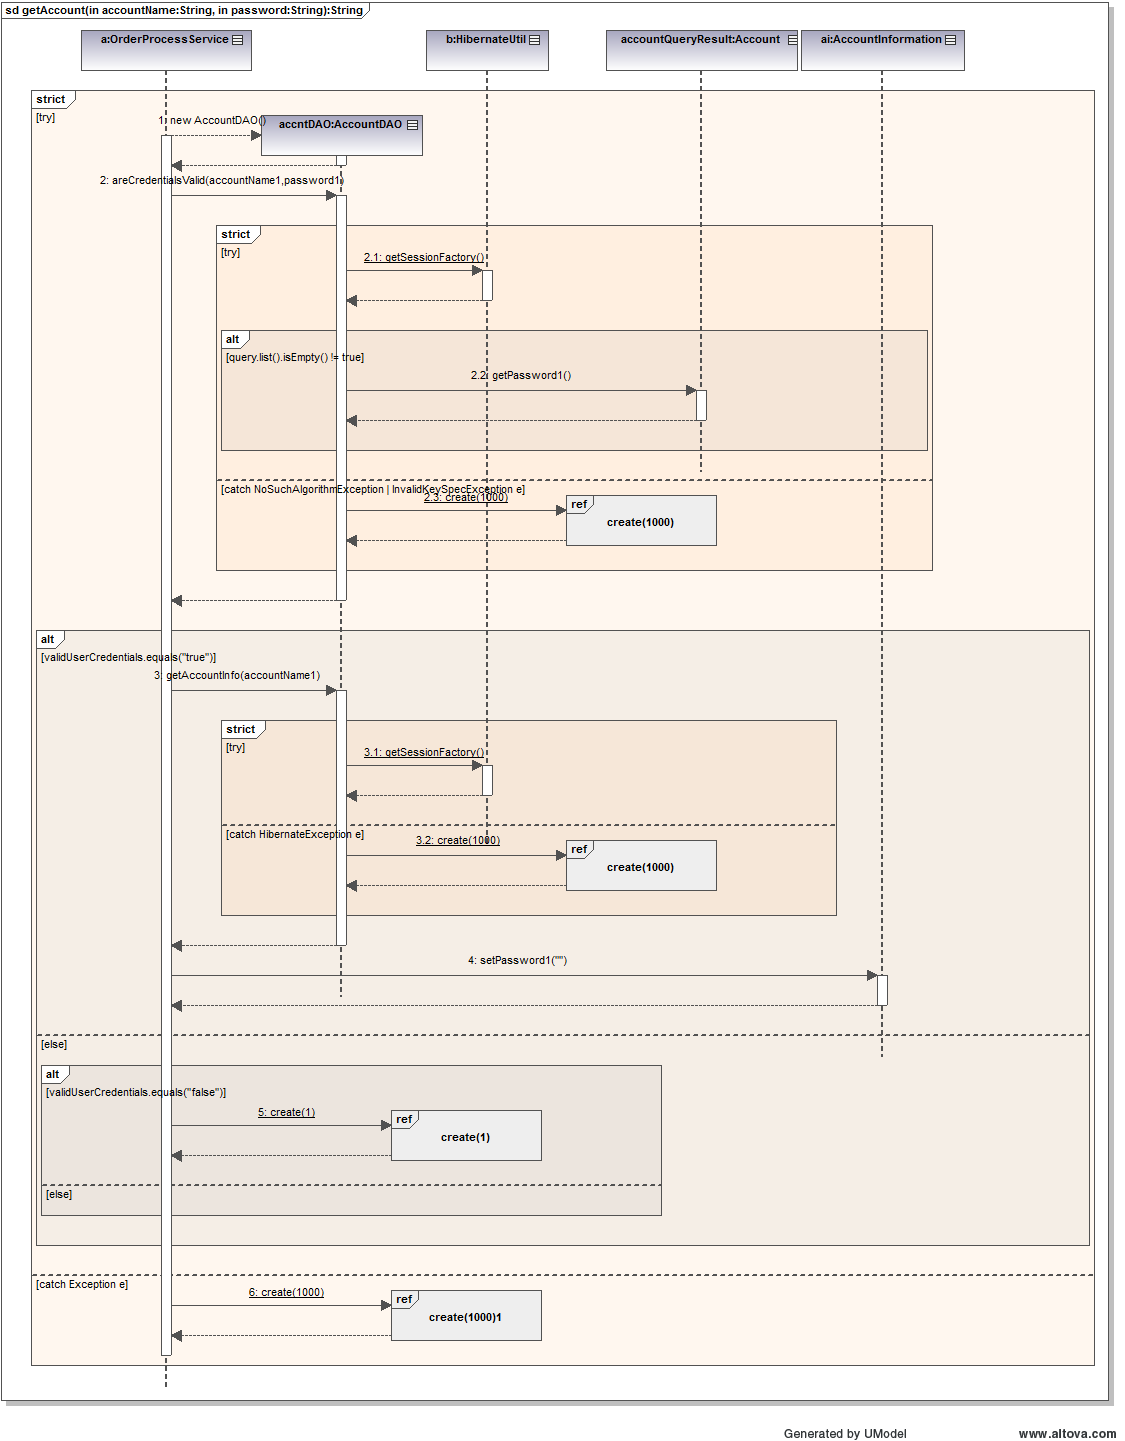 sd getAccount(in accountName:String, in password:String):String
a:OrderProcessService
b:HibernateUtil
accountQueryResult:Account
ai:AccountInformation
strict
[try]
1: new AccountDAO()
accntDAO:AccountDAO
2: areCredentialsValid(accountName1,password1)
strict
[try]
2.1: getSessionFactory()
alt
[query.list().isEmpty() != true]
2.2: getPassword1()
[catch NoSuchAlgorithmException | InvalidKeySpecException e]
2.3: create(1000)
ref
create(1000)
alt
[validUserCredentials.equals("true")]
3: getAccountInfo(accountName1)
strict
[try]
3.1: getSessionFactory()
[catch HibernateException e]
3.2: create(1000)
ref
create(1000)
4: setPassword1("")
[else]
alt
[validUserCredentials.equals("false")]
5: create(1)
ref
create(1)
[else]
[catch Exception e]
6: create(1000)
ref
create(1000)1
Generated by UModel
www.altova.com